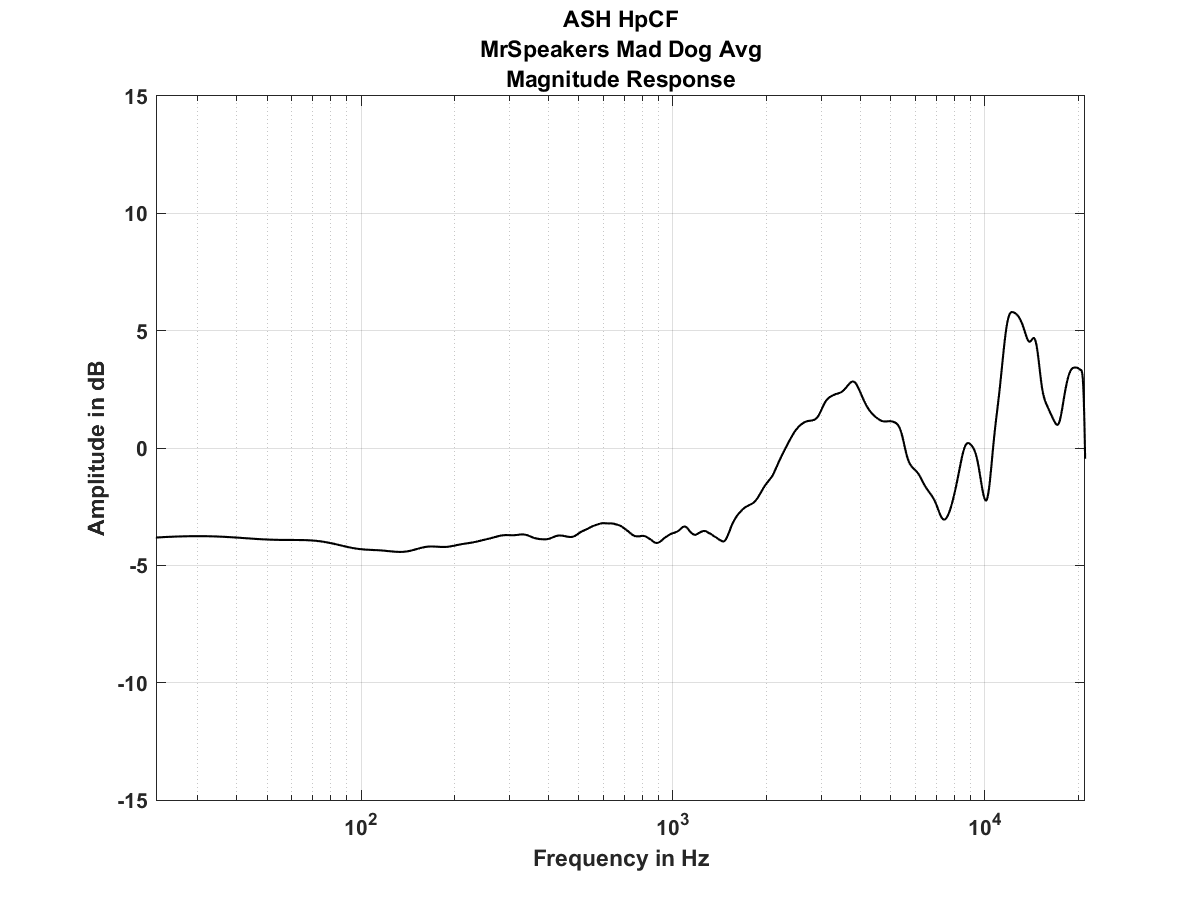 ASH HpCF
MrSpeakers Mad Dog Avg
Magnitude Response
15
10
5
0
-5
-10
-15
Amplitude in dB
10²
10³
10⁴
Frequency in Hz